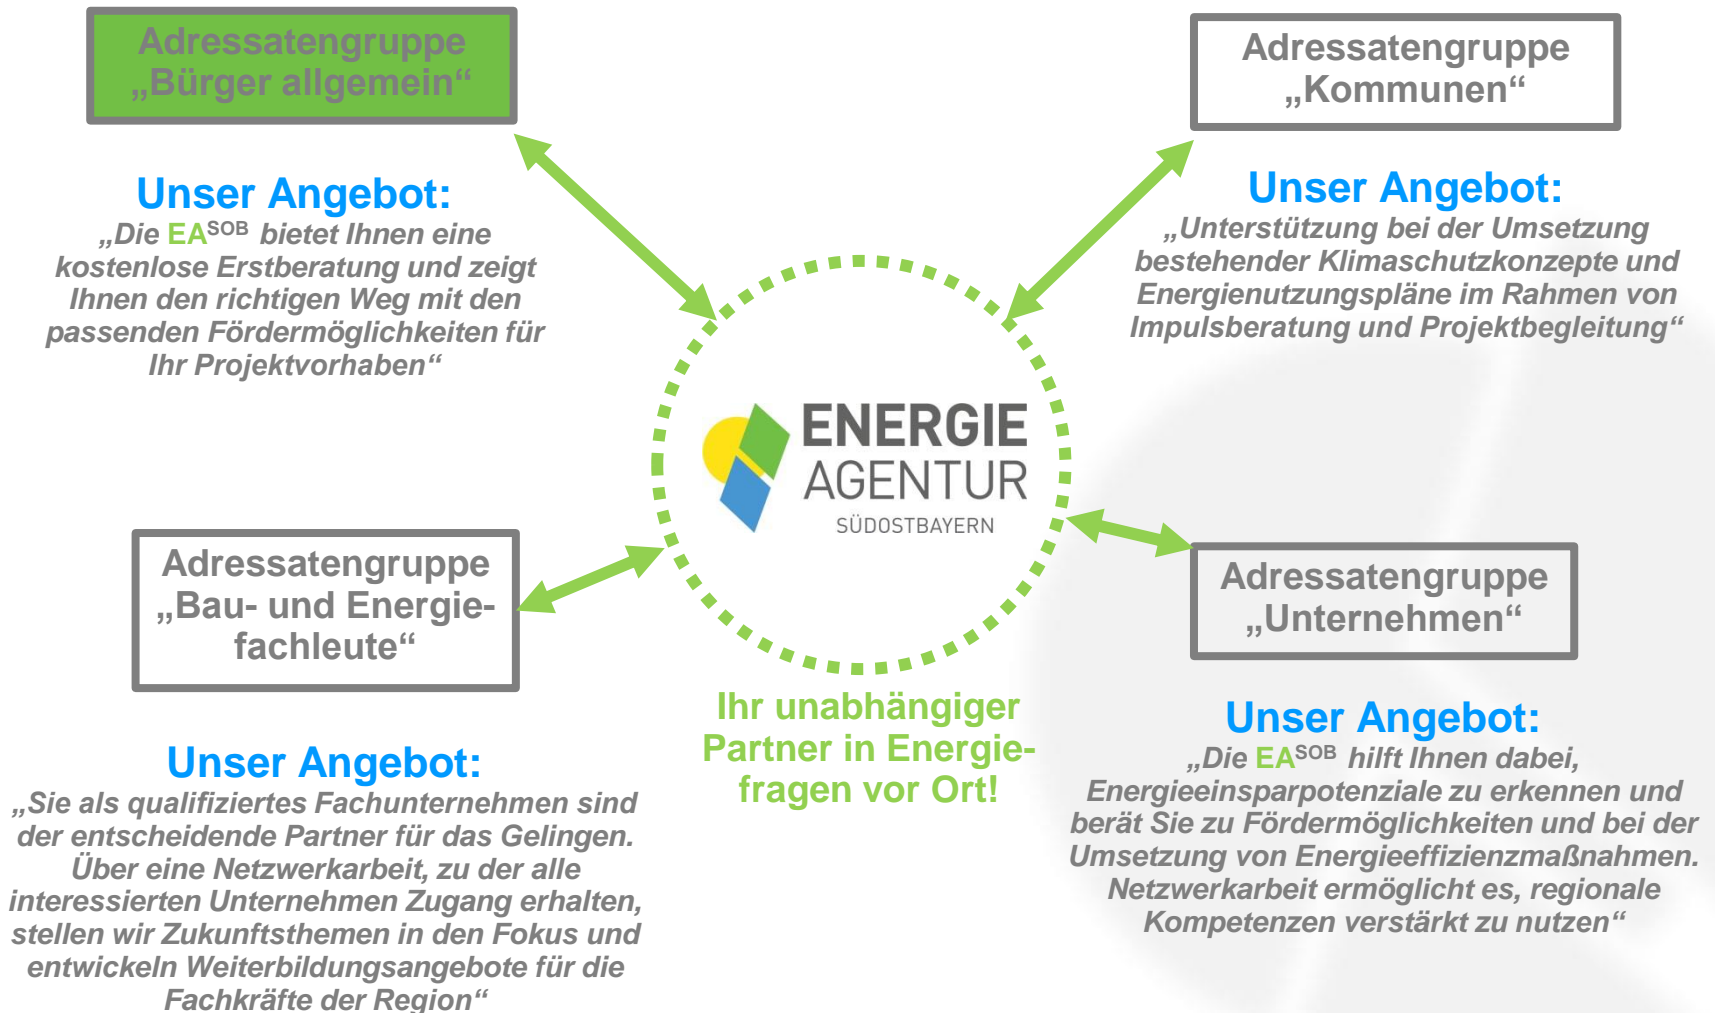 Adressatengruppe
„Bürger allgemein“
Unser Angebot:
„Die EASOB bietet Ihnen eine
kostenlose Erstberatung und zeigt
Ihnen den richtigen Weg mit den
passenden Fördermöglichkeiten für
Ihr Projektvorhaben“
Adressatengruppe
„Kommunen“
Unser Angebot:
„Unterstützung bei der Umsetzung
bestehender Klimaschutzkonzepte und
Energienutzungspläne im Rahmen von
Impulsberatung und Projektbegleitung“
ENERGIE
AGENTUR
SÜDOSTBAYERN
Ihr unabhängiger
Partner in Energie-
fragen vor Ort!
Adressatengruppe
„Bau- und Energie-
fachleute“
Unser Angebot:
„Sie als qualifiziertes Fachunternehmen sind
der entscheidende Partner für das Gelingen.
Über eine Netzwerkarbeit, zu der alle
interessierten Unternehmen Zugang erhalten,
stellen wir Zukunftsthemen in den Fokus und
entwickeln Weiterbildungsangebote für die
Fachkräfte der Region“
Adressatengruppe
„Unternehmen“
Unser Angebot:
„Die EASOB hilft Ihnen dabei,
Energieeinsparpotenziale zu erkennen und
berät Sie zu Fördermöglichkeiten und bei der
Umsetzung von Energieeffizienzmaßnahmen.
Netzwerkarbeit ermöglicht es, regionale
Kompetenzen verstärkt zu nutzen“